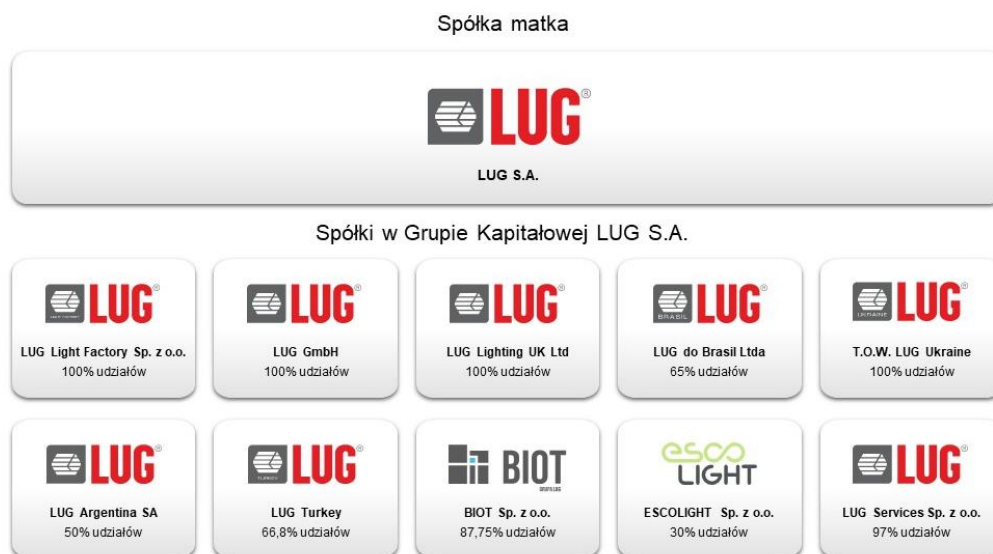 Spółka matka
LUG®
LUG S.A.
Spółki w Grupie Kapitałowej LUG S.A.
LUG® LUG® LUG® BRASIL LUG® UKRAINE LUG®
LUG Light Factory Sp. z o.o. LUG GmbH LUG Lighting UK Ltd LUG do Brasil Ltda T.O.W. LUG Ukraine
100% udziałów 100% udziałów 100% udziałów 65% udziałów 100% udziałów
LUG® TURKEY LUG® BIOT esco LUG®
LIGHT
LUG Argentina SA LUG Turkey BIOT Sp. z o.o. ESCOLIGHT Sp. z o.o. LUG Services Sp. z o.o.
50% udziałów 66,8% udziałów 87,75% udziałów 30% udziałów 97% udziałów